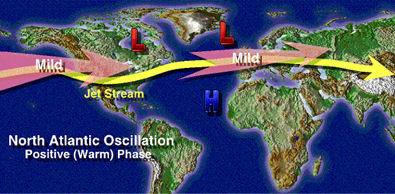 L
L
Mild
Mild
Jet Stream
H
North Atlantic Oscillation
Positive (Warm) Phase